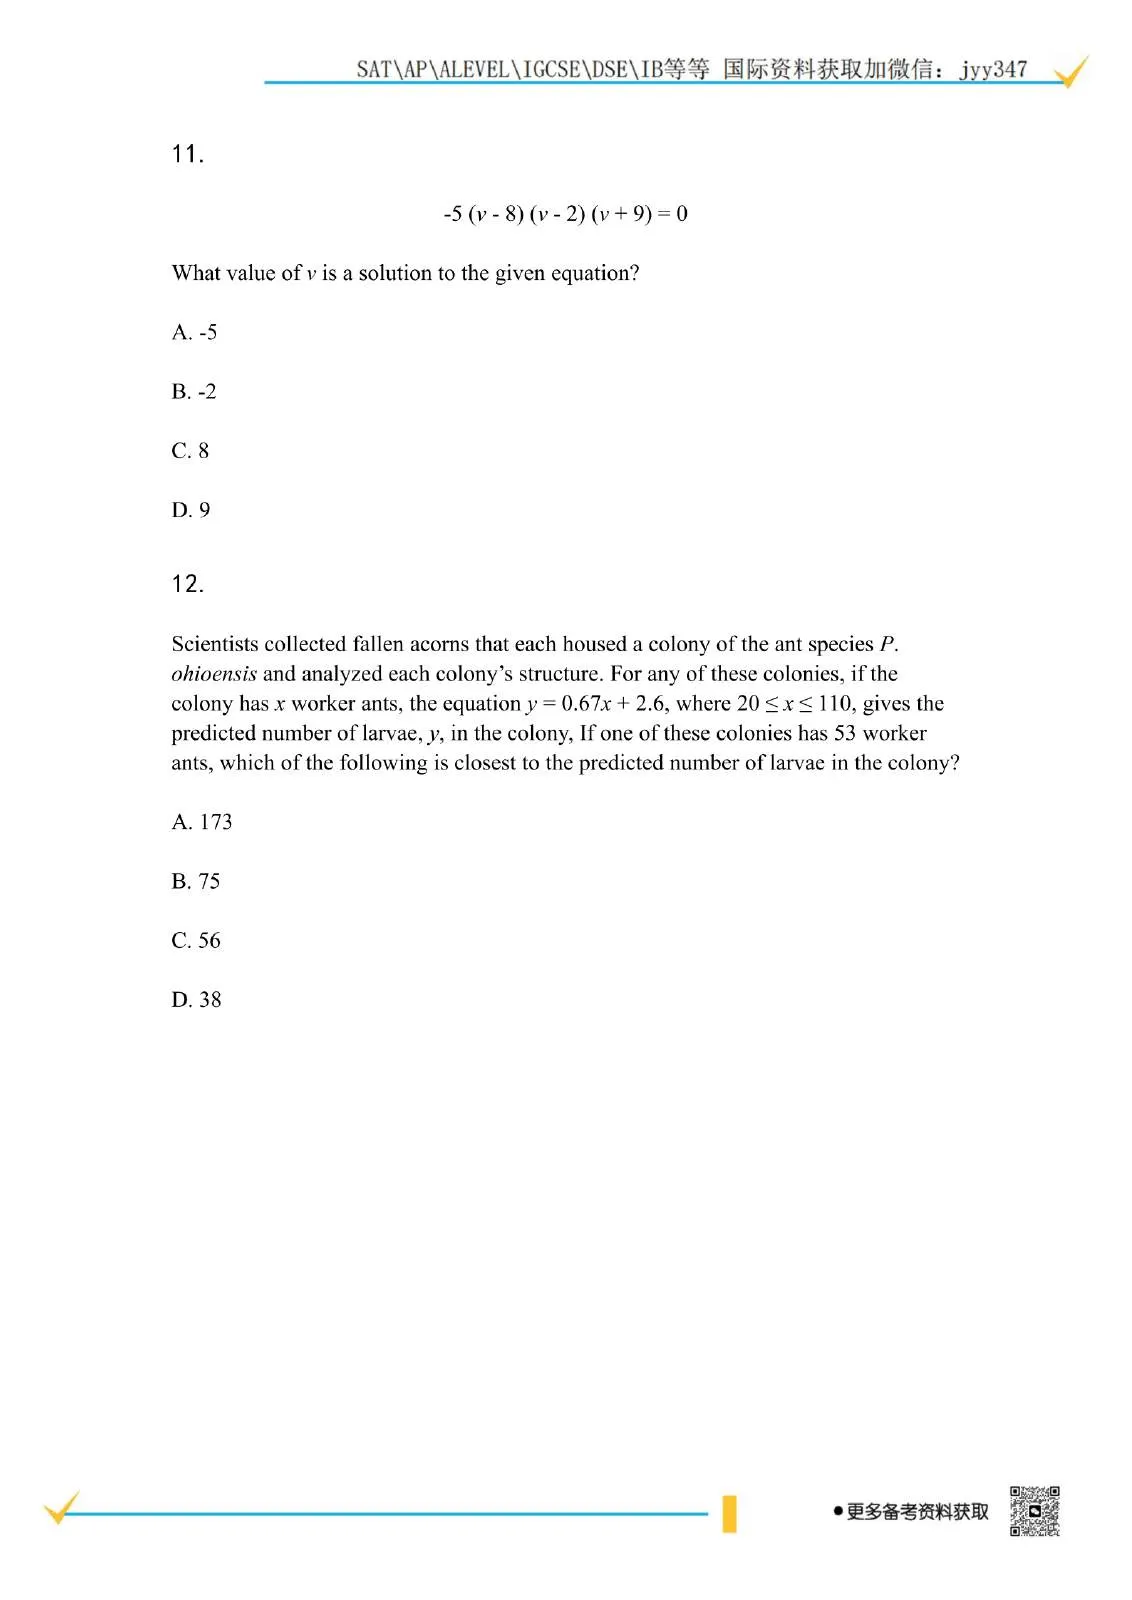 SAT\AP\ALEVEL\IGCSE\DSE\IB等等 国际资料获取加微信：jyy347
11.
-5 (v - 8) (v - 2) (v + 9) = 0
What value of v is a solution to the given equation?
A. -5
B. -2
C. 8
D. 9
12.
Scientists collected fallen acorns that each housed a colony of the ant species P.
ohioensis and analyzed each colony’s structure. For any of these colonies, if the
colony has x worker ants, the equation y = 0.67x + 2.6, where 20 ≤ x ≤ 110, gives the
predicted number of larvae, y, in the colony, If one of these colonies has 53 worker
ants, which of the following is closest to the predicted number of larvae in the colony?
A. 173
B. 75
C. 56
D. 38
●更多备考资料获取